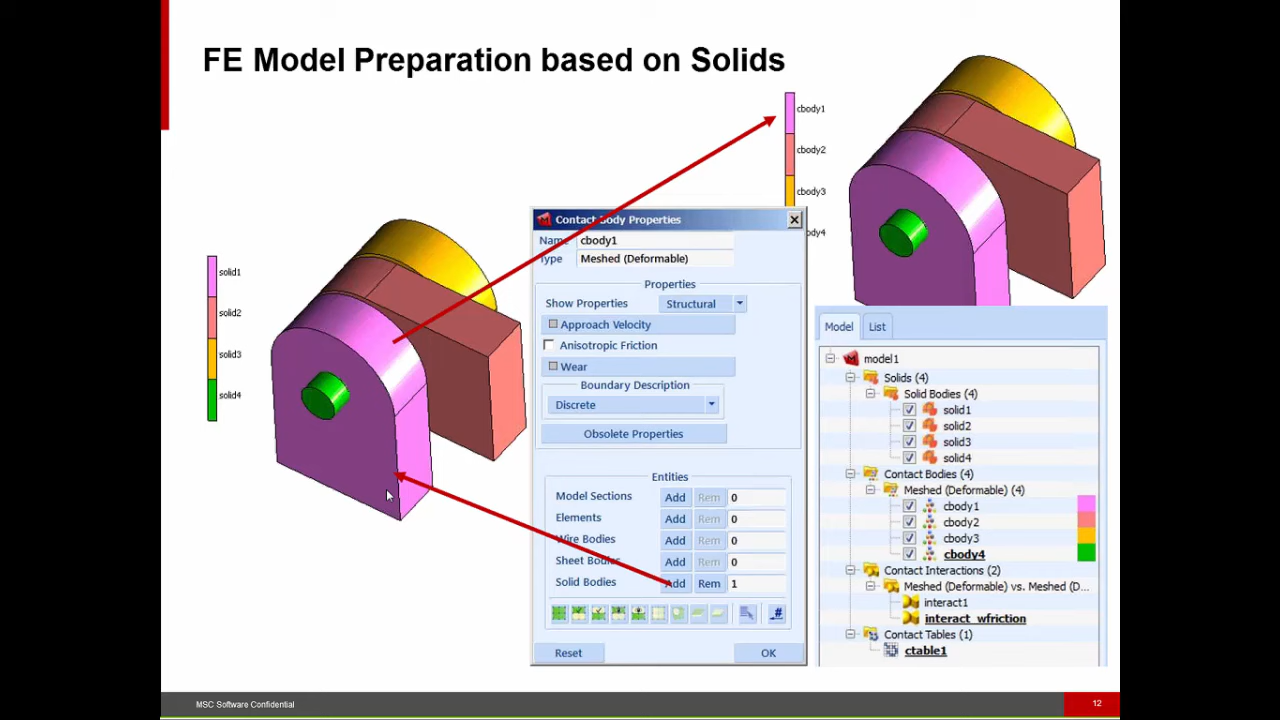 FE Model Preparation based on Solids
cbody1
cbody2
cbody3
dy4
solid1
solid2
solid3
solid4
Contact Body Properties
Name cbody1
Type Meshed (Deformable)
Properties
Show Properties Structural
Approach Velocity
Anisotropic Friction
Wear
Boundary Description
Discrete
Obsolete Properties
Entities
Model Sections Add Rem 0
Elements Add Rem 0
Wire Bodies Add Rem 0
Sheet Bodies Add Rem 0
Solid Bodies Add Rem 1
#
Reset OK
Model List
model1
Solids (4)
Solid Bodies (4)
solid1
solid2
solid3
solid4
Contact Bodies (4)
Meshed (Deformable) (4)
cbody1
cbody2
cbody3
cbody4
Contact Interactions (2)
Meshed (Deformable) vs. Meshed (D...
interact1
interact_wfriction
Contact Tables (1)
ctable1
MSC Software Confidential
12